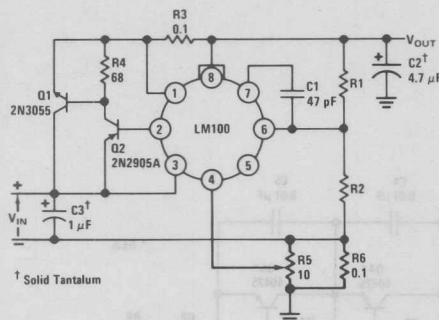 R3
0.1
R4
68
Q1
2N3055
Q2
2N2905A
1
2
3
4
5
6
7
8
LM100
C1
47 pF
R1
R2
VOUT
+
C2†
4.7 µF
+
VIN
−
+
C3†
1 µF
R5
10
R6
0.1
† Solid Tantalum